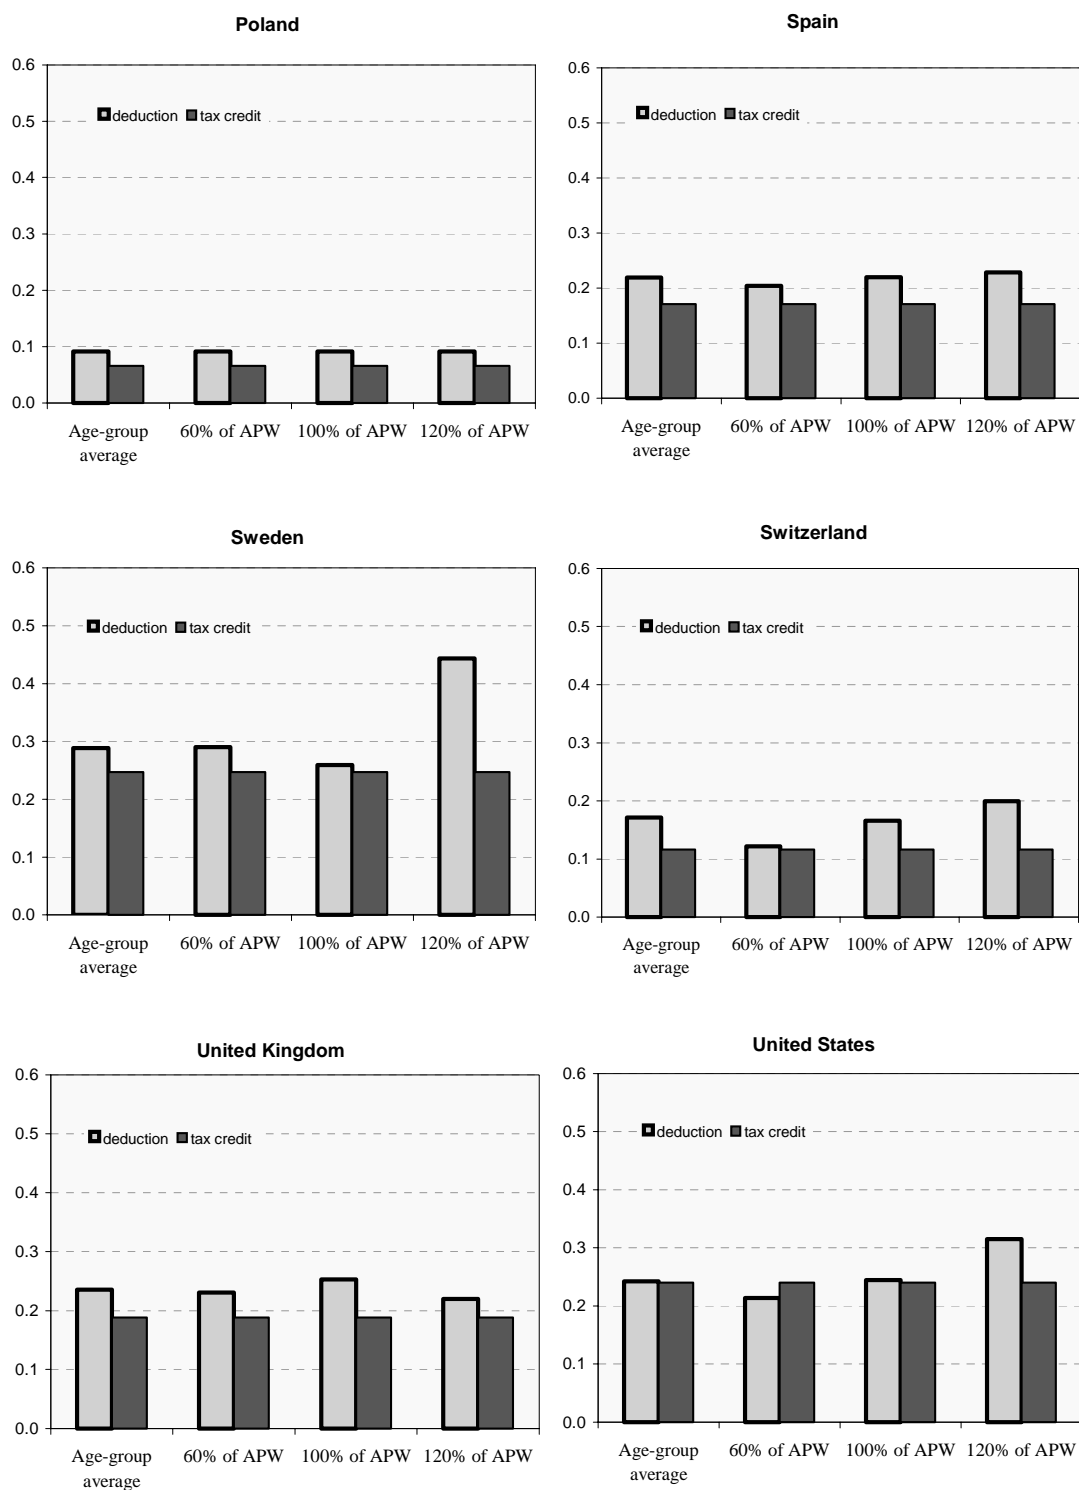 Poland
0.6
0.5
0.4
0.3
0.2
0.1
0.0
deduction tax credit
Age-group average
60% of APW
100% of APW
120% of APW
Spain
0.6
0.5
0.4
0.3
0.2
0.1
0.0
deduction tax credit
Age-group average
60% of APW
100% of APW
120% of APW
Sweden
0.6
0.5
0.4
0.3
0.2
0.1
0.0
deduction tax credit
Age-group average
60% of APW
100% of APW
120% of APW
Switzerland
0.6
0.5
0.4
0.3
0.2
0.1
0.0
deduction tax credit
Age-group average
60% of APW
100% of APW
120% of APW
United Kingdom
0.6
0.5
0.4
0.3
0.2
0.1
0.0
deduction tax credit
Age-group average
60% of APW
100% of APW
120% of APW
United States
0.6
0.5
0.4
0.3
0.2
0.1
0.0
deduction tax credit
Age-group average
60% of APW
100% of APW
120% of APW